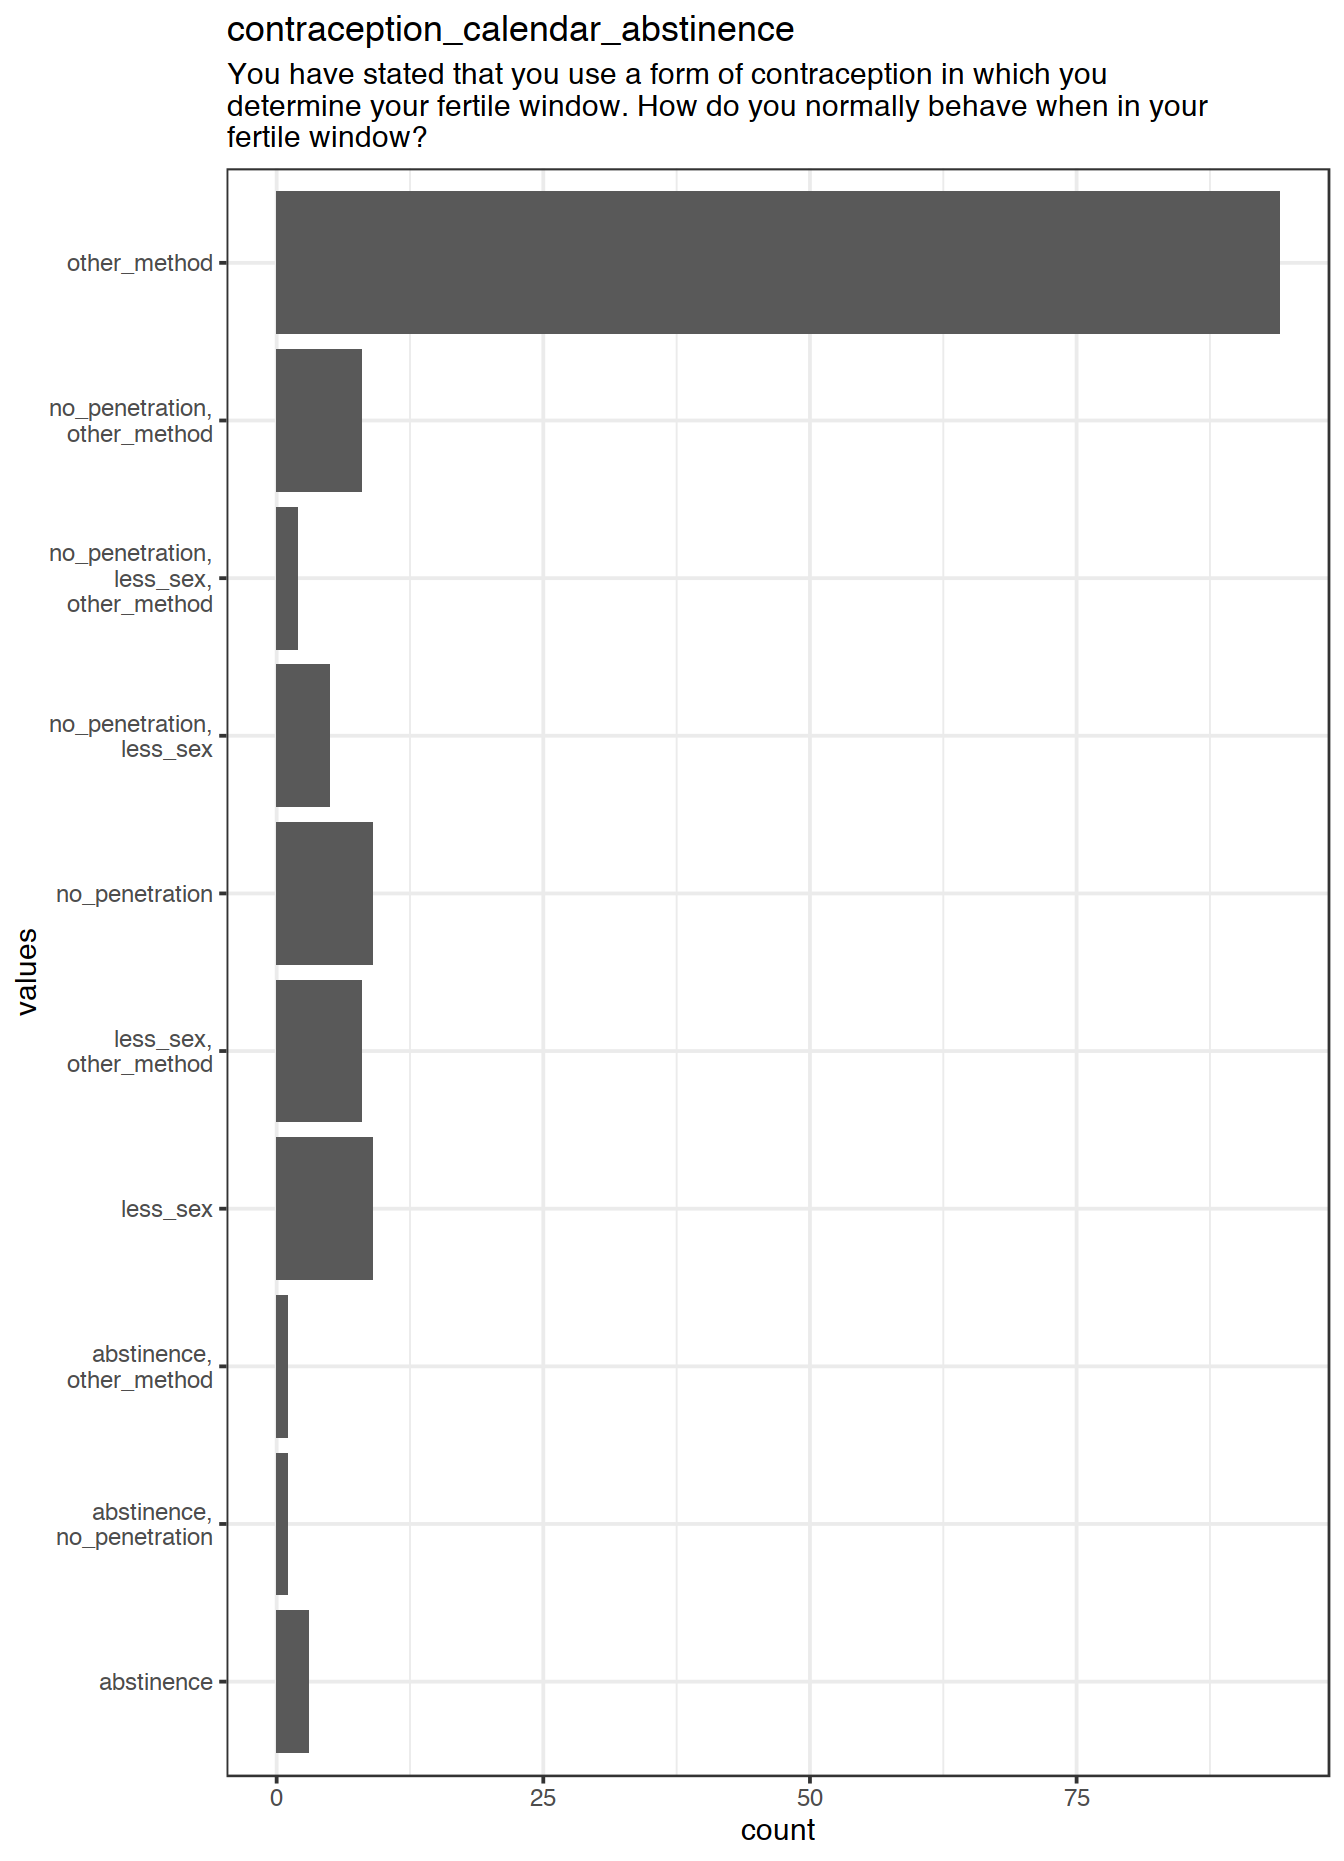 contraception_calendar_abstinence
You have stated that you use a form of contraception in which you
determine your fertile window. How do you normally behave when in your
fertile window?
other_method
no_penetration,
other_method
no_penetration,
less_sex,
other_method
no_penetration,
less_sex
no_penetration
less_sex,
other_method
less_sex
abstinence,
other_method
abstinence,
no_penetration
abstinence
values
0
25
50
75
count